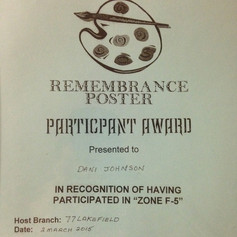 REMEMBRANCE
POSTER
PARTICPANT AWARD
Presented to
DANI JOHNSON
IN RECOGNITION OF HAVING
PARTICIPATED IN "ZONE F-5"
Host Branch: 77 LAKEFIELD
Date: 2 MARCH 2015